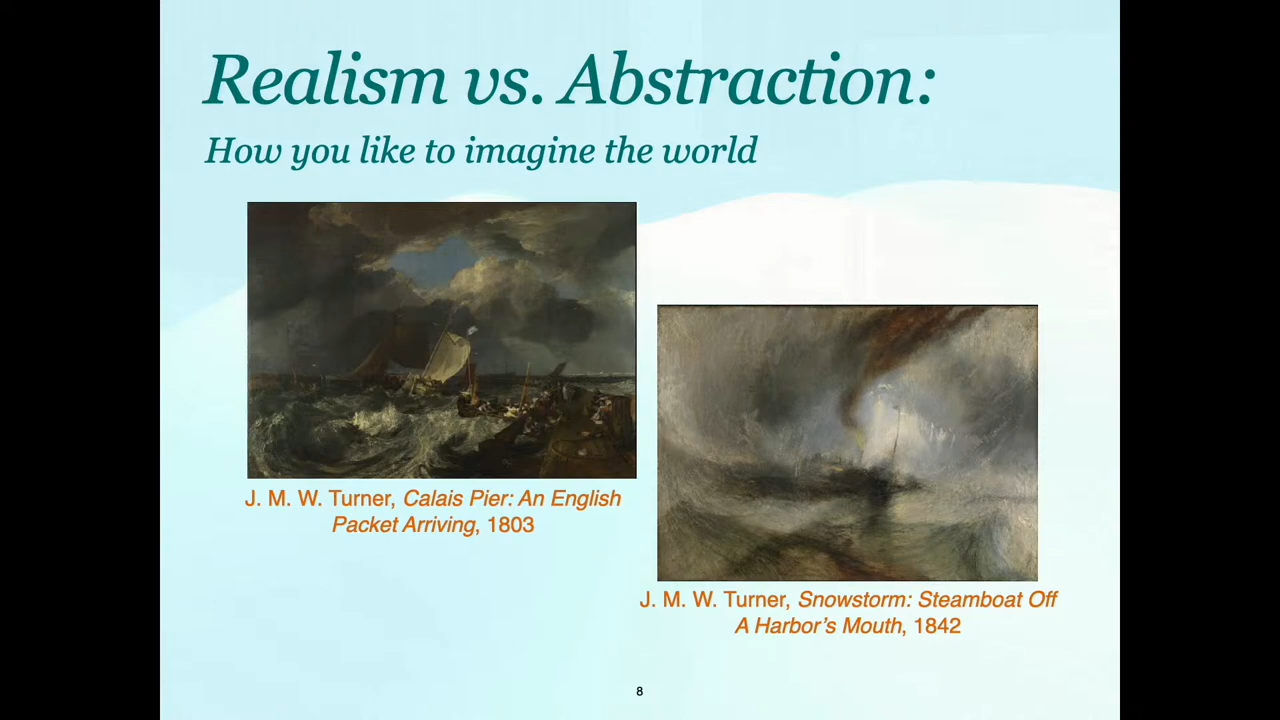 Realism vs. Abstraction:
How you like to imagine the world
J. M. W. Turner, Calais Pier: An English
Packet Arriving, 1803
J. M. W. Turner, Snowstorm: Steamboat Off
A Harbor’s Mouth, 1842
8